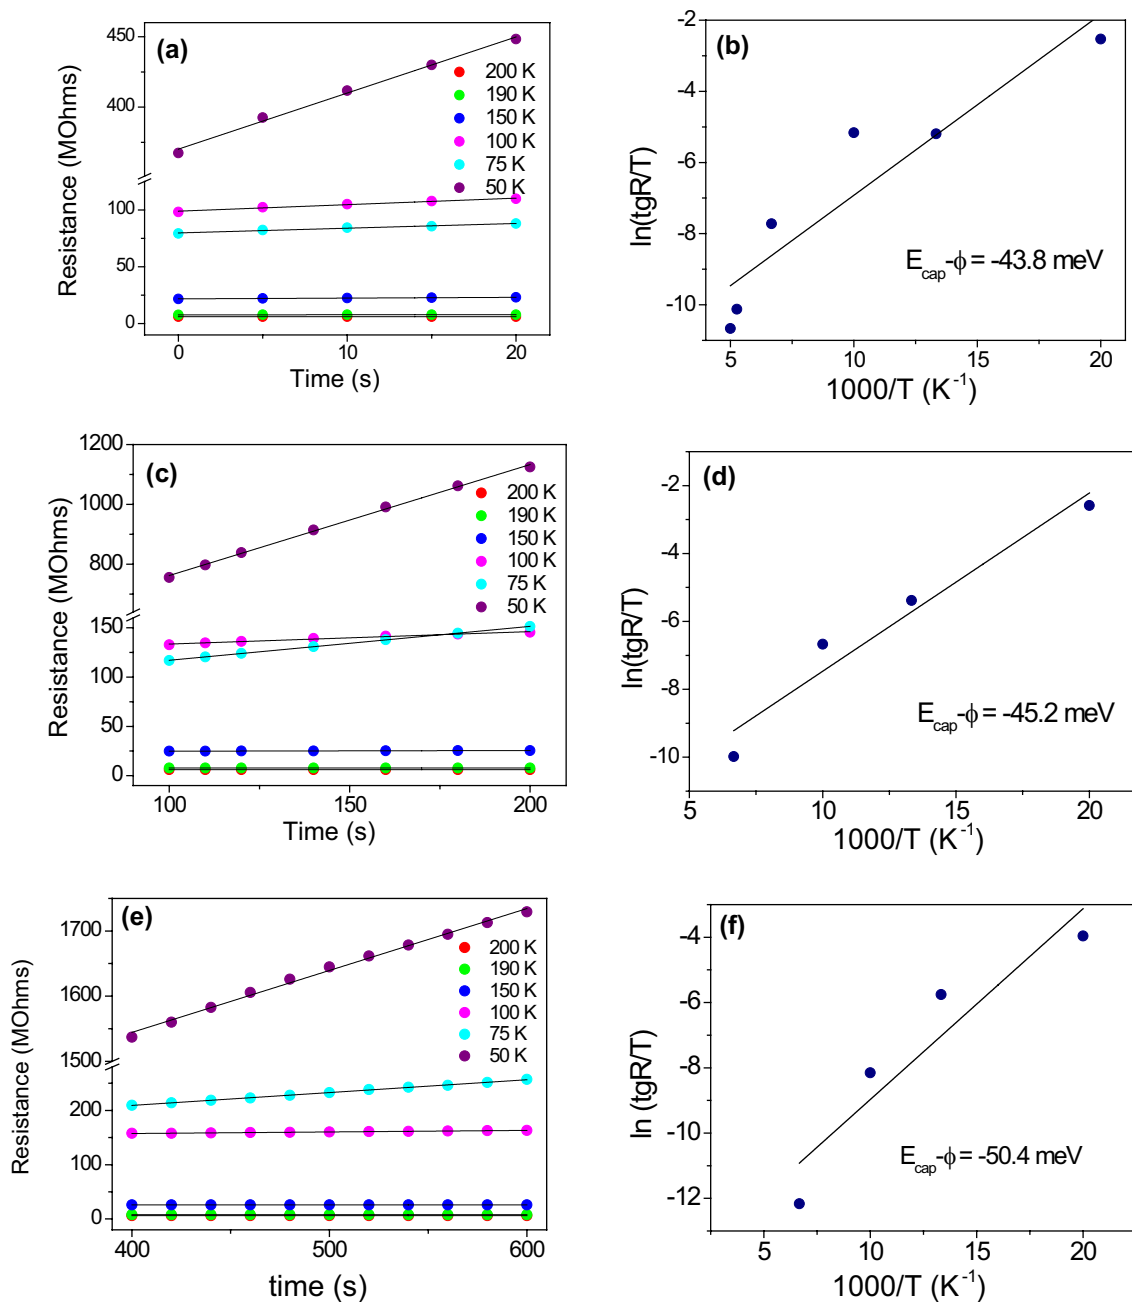 (a)
450
400
100
50
0
Resistance (MOhms)
200 K
190 K
150 K
100 K
75 K
50 K
0
10
20
Time (s)
(b)
-2
-4
-6
-8
-10
ln(tgR/T)
E_cap-ϕ = -43.8 meV
5
10
15
20
1000/T (K⁻¹)
(c)
1200
1000
800
150
100
50
0
Resistance (MOhms)
200 K
190 K
150 K
100 K
75 K
50 K
100
150
200
Time (s)
(d)
-2
-4
-6
-8
-10
ln(tgR/T)
E_cap-ϕ = -45.2 meV
5
10
15
20
1000/T (K⁻¹)
(e)
1700
1600
1500
200
100
0
Resistance (MOhms)
200 K
190 K
150 K
100 K
75 K
50 K
400
500
600
time (s)
(f)
-4
-6
-8
-10
-12
ln (tgR/T)
E_cap-ϕ = -50.4 meV
5
10
20
1000/T (K⁻¹)